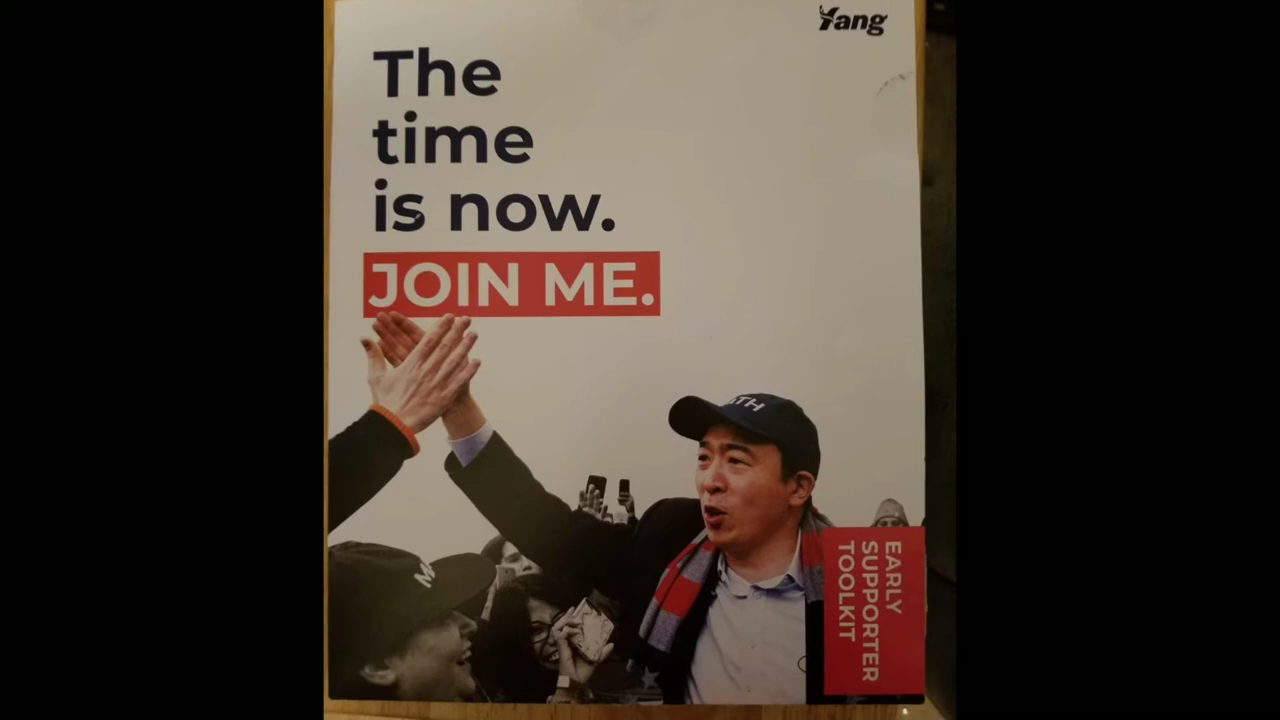 Yang
The
time
is now.
JOIN ME.
EARLY
SUPPORTER
TOOLKIT